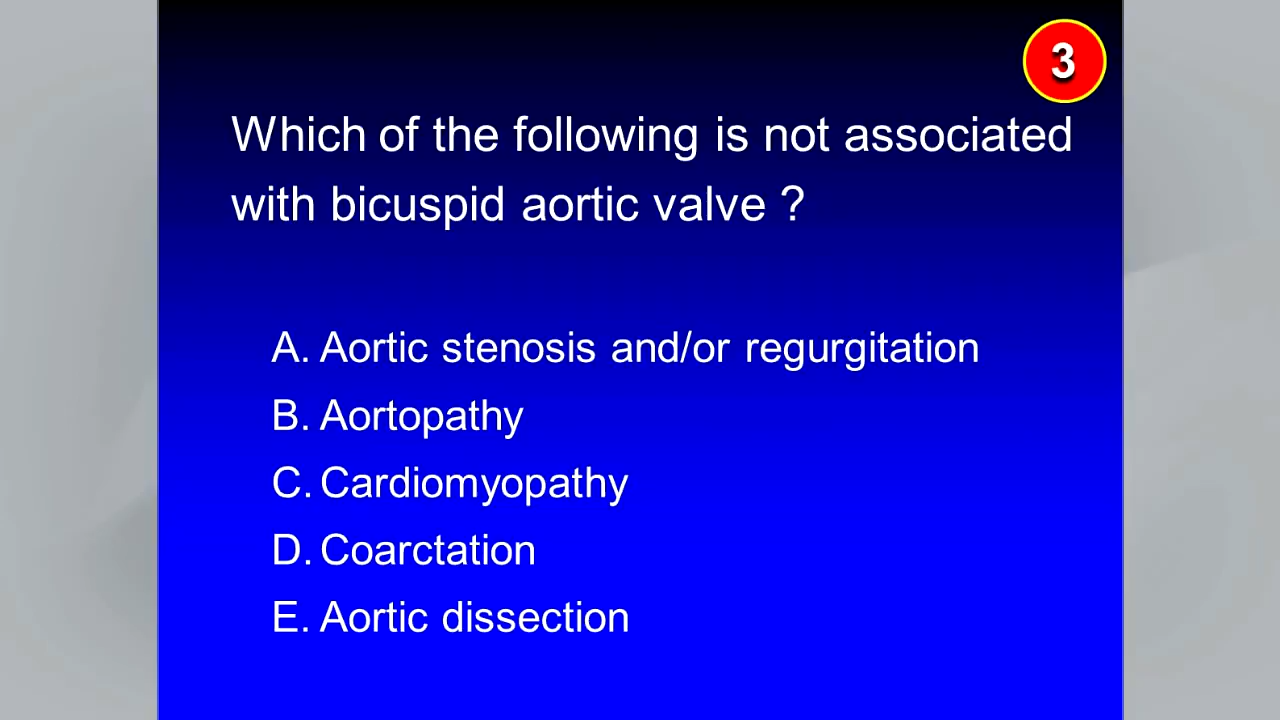 3
Which of the following is not associated
with bicuspid aortic valve ?
A. Aortic stenosis and/or regurgitation
B. Aortopathy
C. Cardiomyopathy
D. Coarctation
E. Aortic dissection